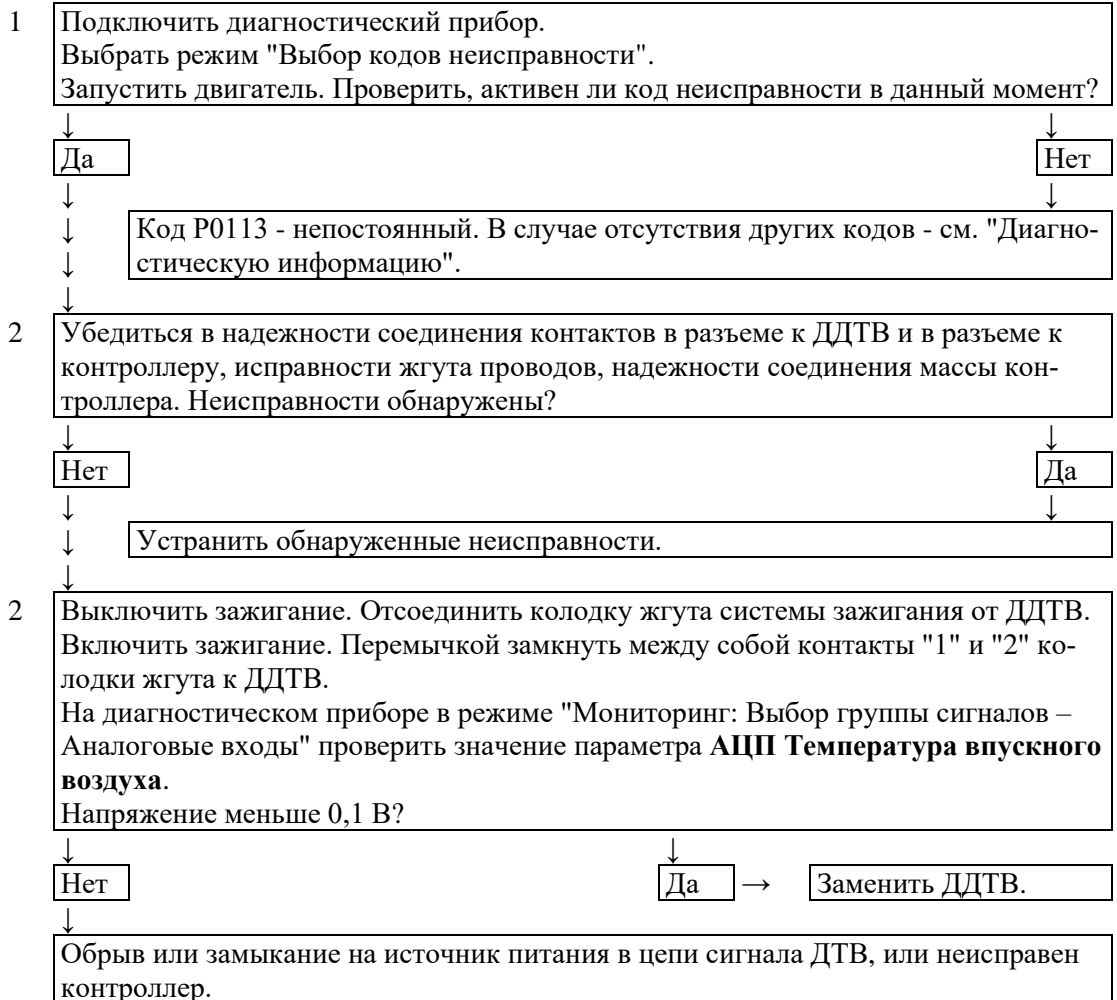 1 Подключить диагностический прибор.
Выбрать режим "Выбор кодов неисправности".
Запустить двигатель. Проверить, активен ли код неисправности в данный момент?
↓ ↓
Да Нет
↓ ↓
↓ Код Р0113 - непостоянный. В случае отсутствия других кодов - см. "Диагно-
↓ стическую информацию".
↓
2 Убедиться в надежности соединения контактов в разъеме к ДДТВ и в разъеме к
контроллеру, исправности жгута проводов, надежности соединения массы кон-
троллера. Неисправности обнаружены?
↓ ↓
Нет Да
↓ ↓
↓ Устранить обнаруженные неисправности.
↓
2 Выключить зажигание. Отсоединить колодку жгута системы зажигания от ДДТВ.
Включить зажигание. Перемычкой замкнуть между собой контакты "1" и "2" ко-
лодки жгута к ДДТВ.
На диагностическом приборе в режиме "Мониторинг: Выбор группы сигналов –
Аналоговые входы" проверить значение параметра АЦП Температура впускного
воздуха.
Напряжение меньше 0,1 В?
↓ ↓
Нет Да → Заменить ДДТВ.
↓
Обрыв или замыкание на источник питания в цепи сигнала ДТВ, или неисправен
контроллер.